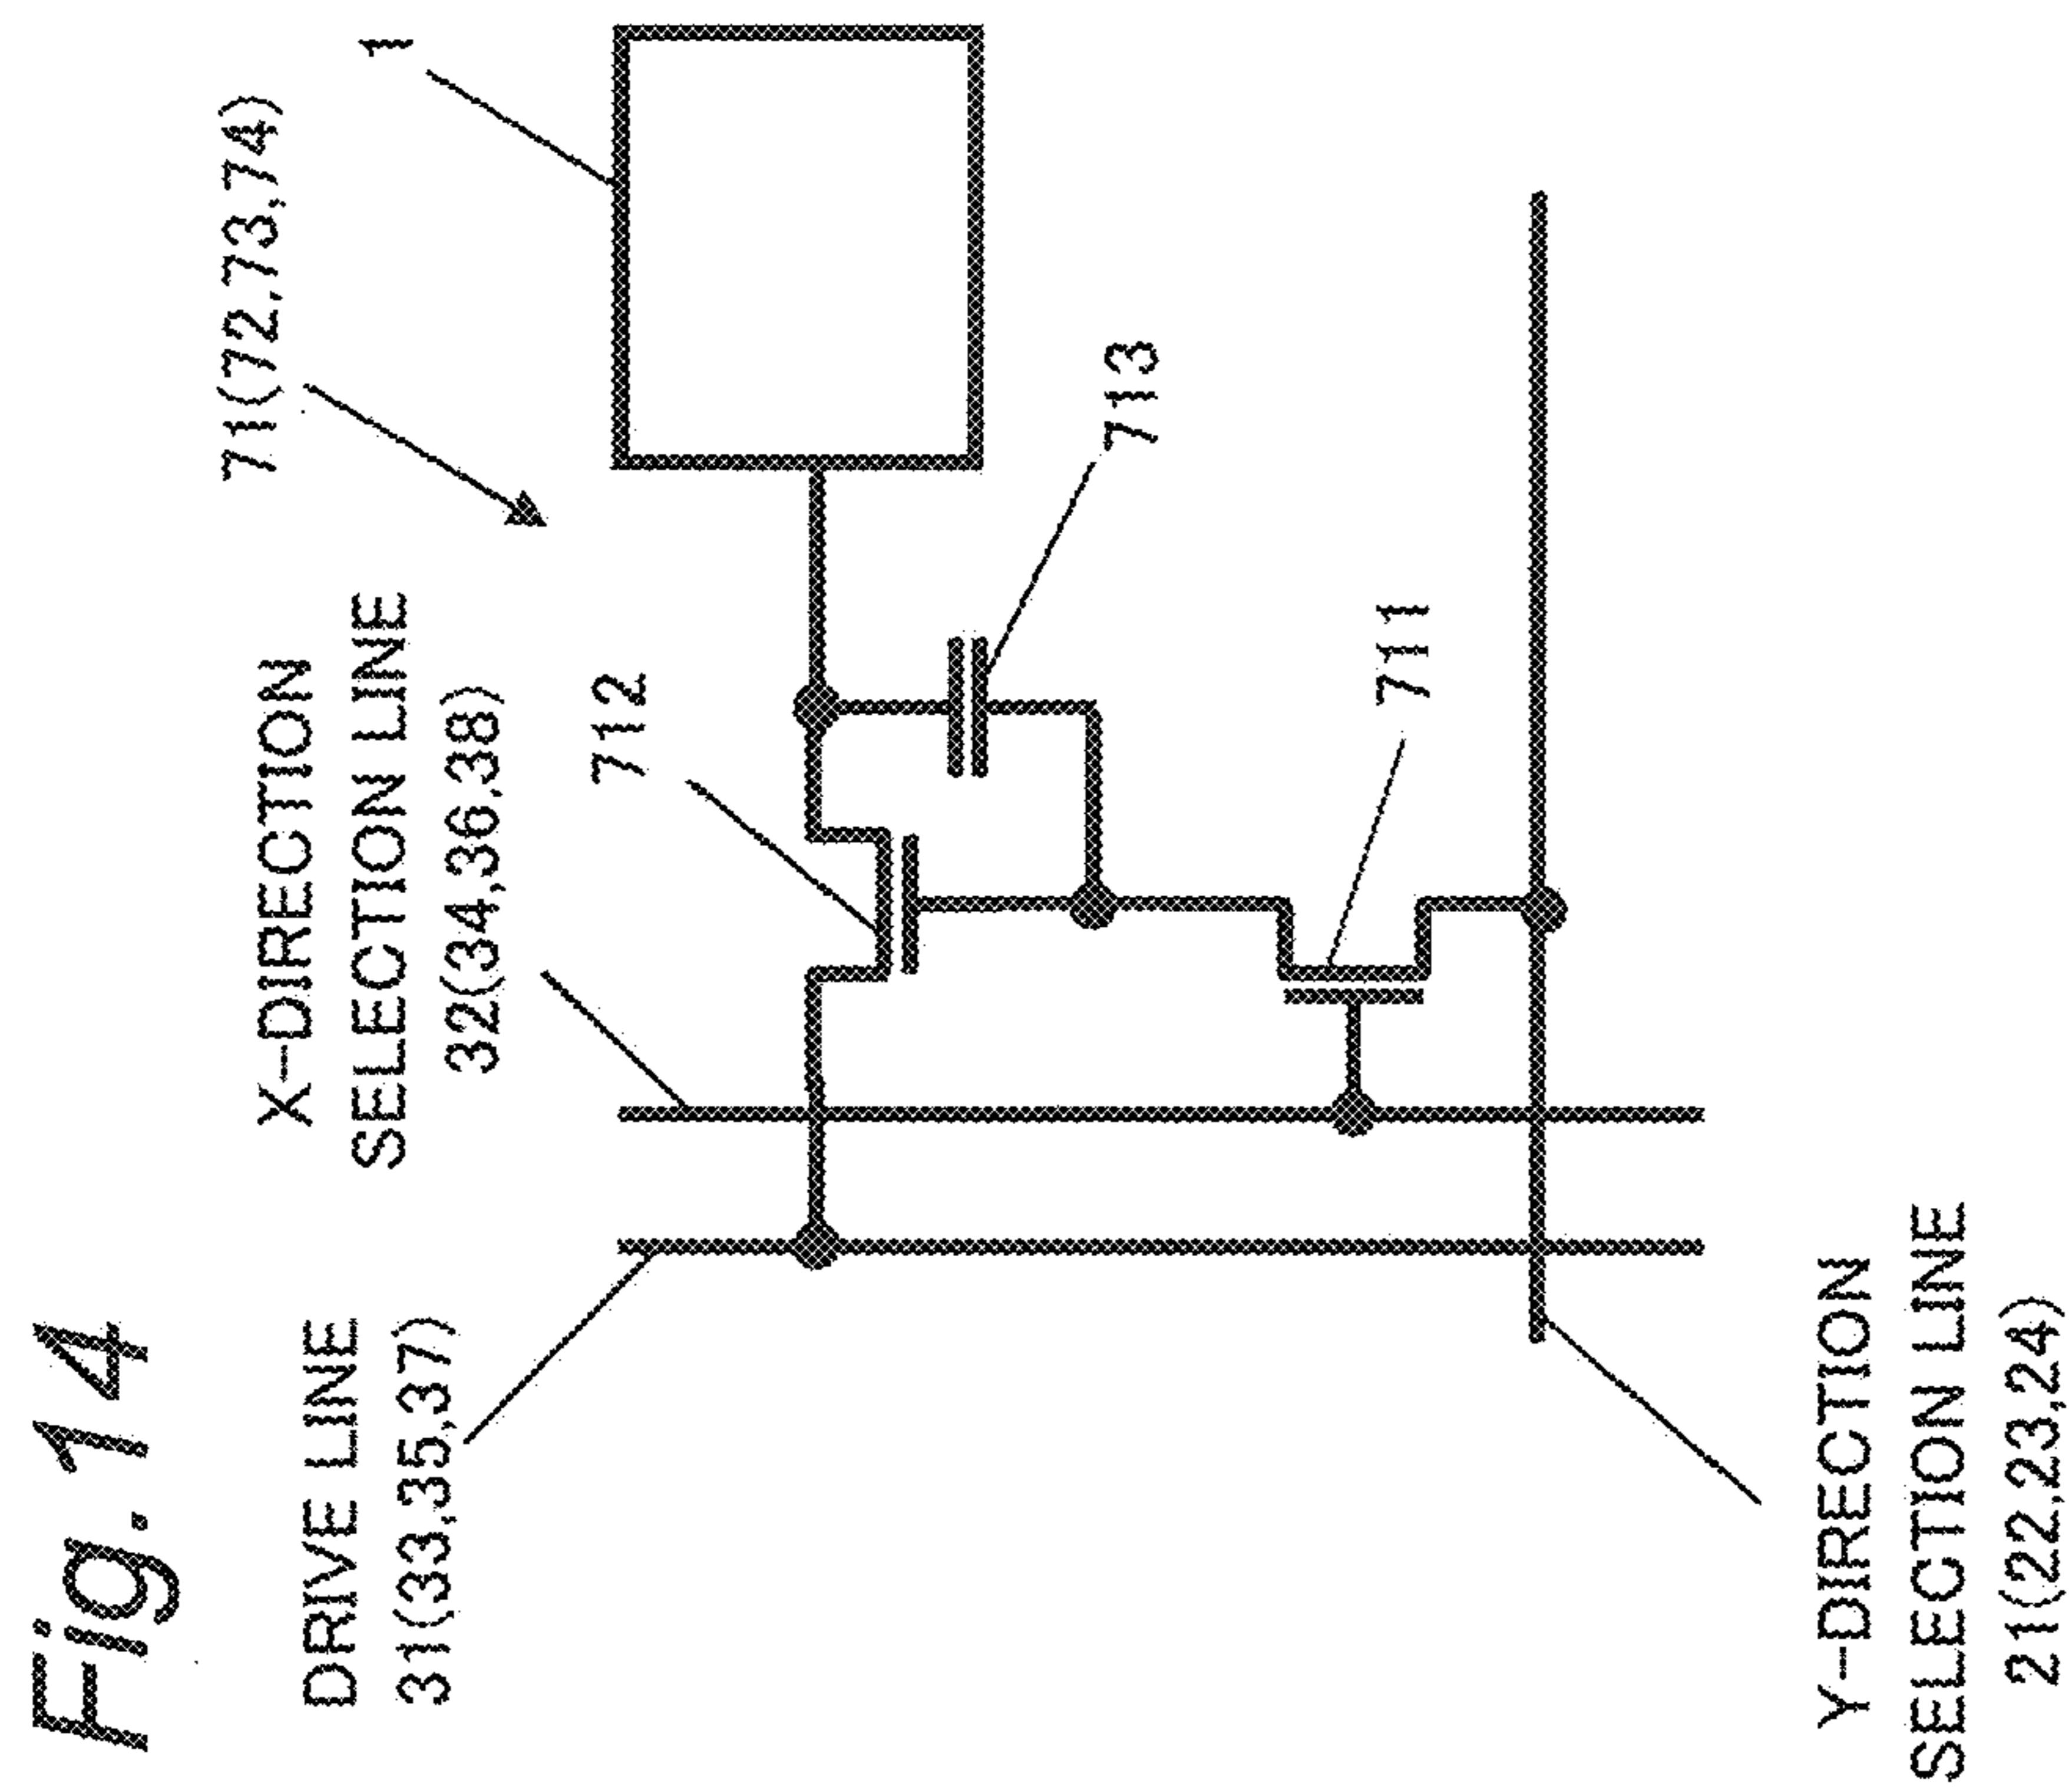 Fig. 14
DRIVE LINE
31(33,35,37)
X-DIRECTION
SELECTION LINE
32(34,36,38)
71(72,73,74)
1
712
713
711
Y-DIRECTION
SELECTION LINE
21(22,23,24)